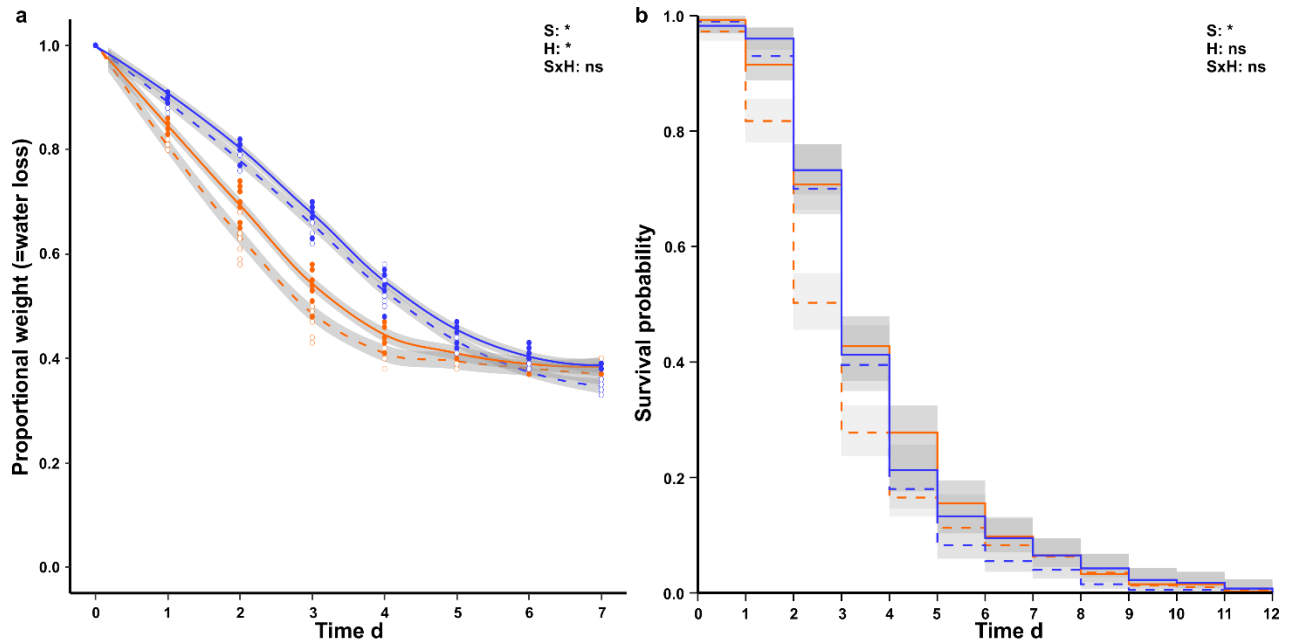 a
S: *
H: *
SxH: ns
Proportional weight (=water loss)
1.0
0.8
0.6
0.4
0.2
0.0
0 1 2 3 4 5 6 7
Time d
b
S: *
H: ns
SxH: ns
Survival probability
1.0
0.8
0.6
0.4
0.2
0.0
0 1 2 3 4 5 6 7 8 9 10 11 12
Time d